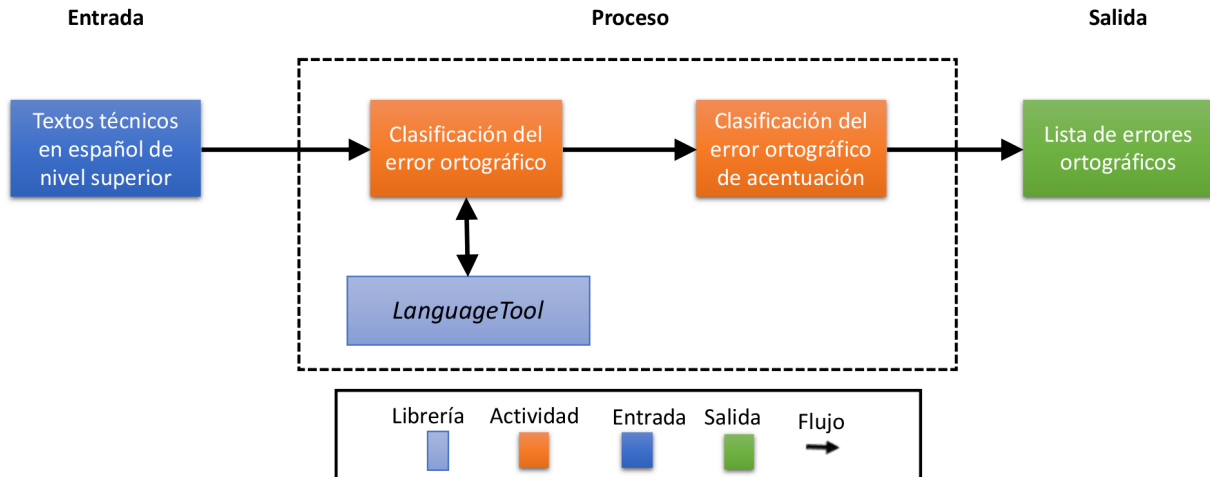 Entrada
Proceso
Salida
Textos técnicos
en español de
nivel superior
Clasificación del
error ortográfico
Clasificación del
error ortográfico
de acentuación
Lista de errores
ortográficos
LanguageTool
Librería
Actividad
Entrada
Salida
Flujo